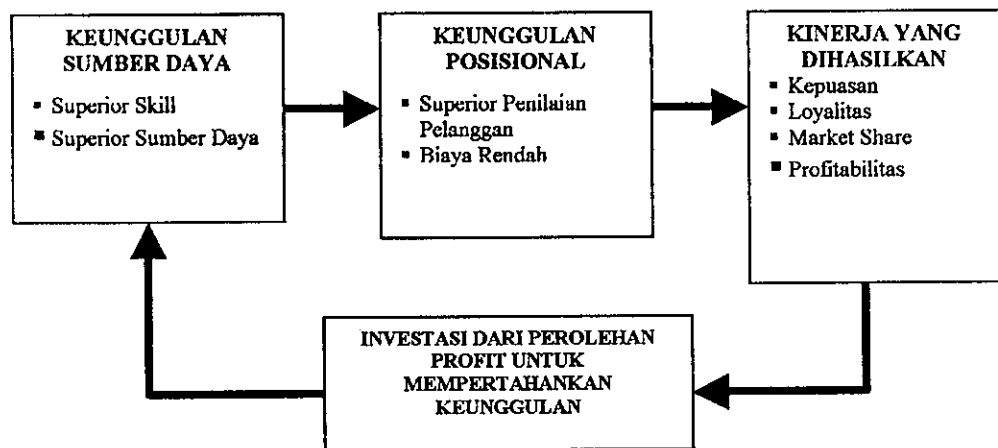 KEUNGGULAN
SUMBER DAYA
▪ Superior Skill
▪ Superior Sumber Daya
KEUNGGULAN
POSISIONAL
▪ Superior Penilaian
Pelanggan
▪ Biaya Rendah
KINERJA YANG
DIHASILKAN
▪ Kepuasan
▪ Loyalitas
▪ Market Share
▪ Profitabilitas
INVESTASI DARI PEROLEHAN
PROFIT UNTUK
MEMPERTAHANKAN
KEUNGGULAN